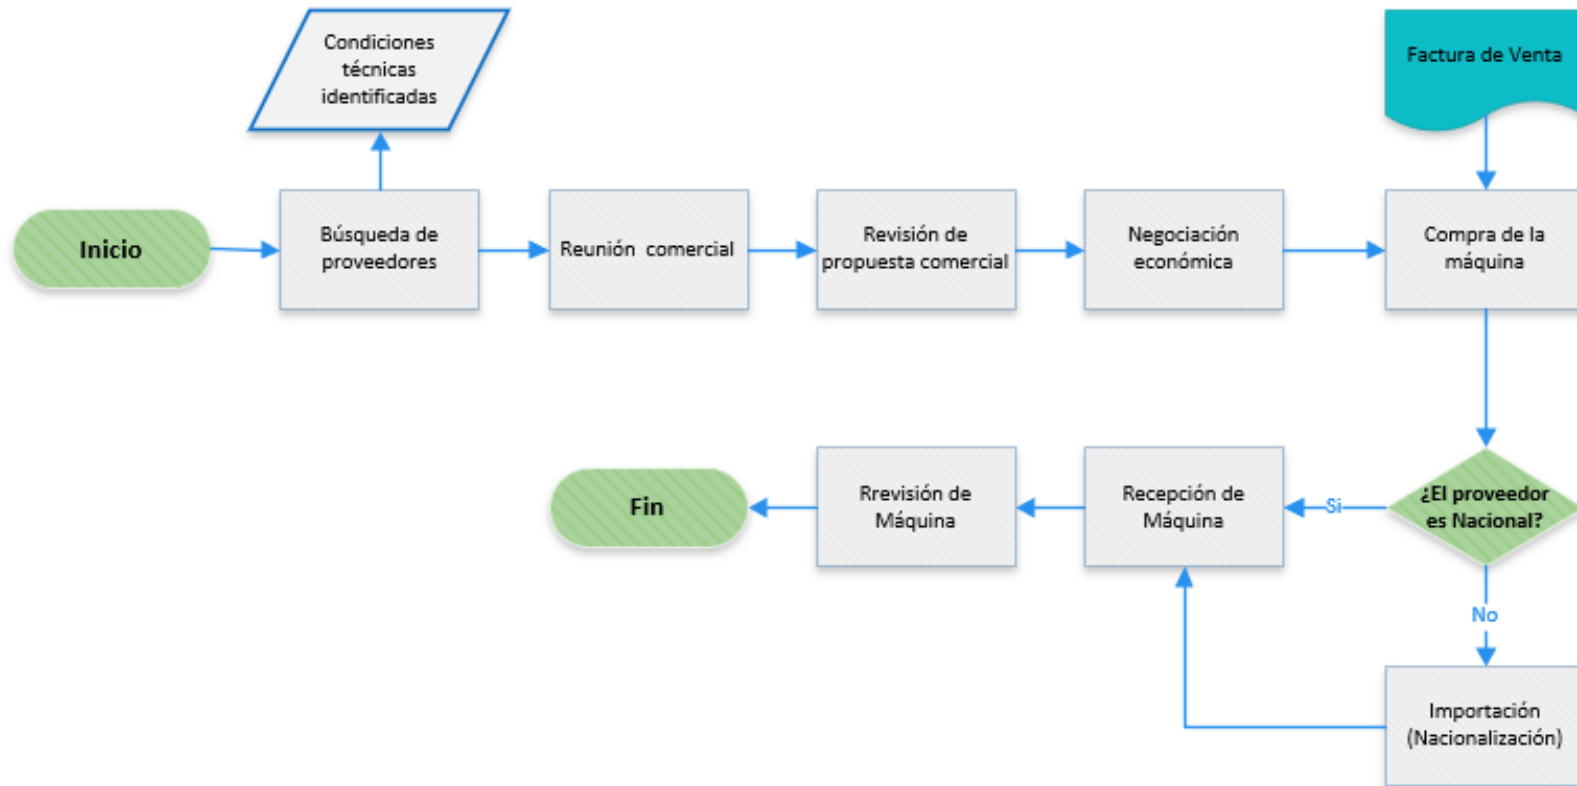 Condiciones
técnicas
identificadas
Factura de Venta
Inicio
Búsqueda de
proveedores
Reunión comercial
Revisión de
propuesta comercial
Negociación
económica
Compra de la
máquina
Fin
Rrevisión de
Máquina
Recepción de
Máquina
Si
¿El proveedor
es Nacional?
No
Importación
(Nacionalización)